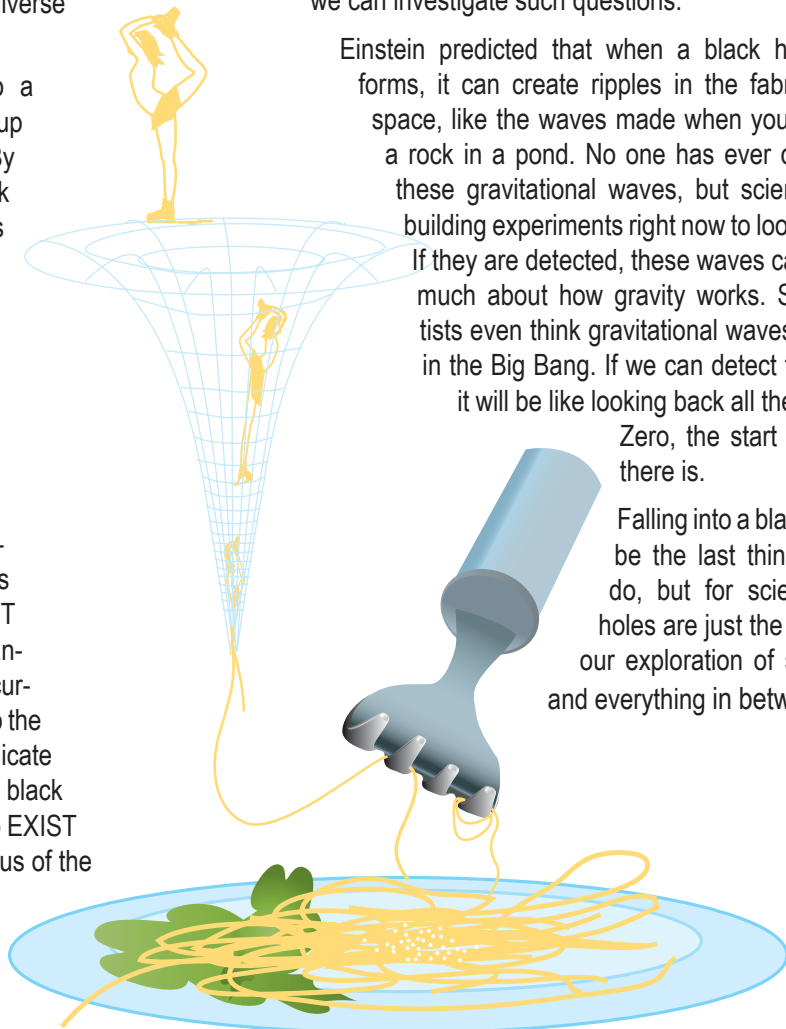 iverse
o a
up
By
k
s
-
s
T
an-
cur-
o the
icate
black
EXIST
us of the
we can investigate such questions.
Einstein predicted that when a black h
forms, it can create ripples in the fabr
space, like the waves made when you
a rock in a pond. No one has ever d
these gravitational waves, but scien
building experiments right now to loo
If they are detected, these waves ca
much about how gravity works. S
tists even think gravitational waves
in the Big Bang. If we can detect t
it will be like looking back all the
Zero, the start
there is.
Falling into a bla
be the last thin
do, but for scie
holes are just the
our exploration of s
and everything in betw